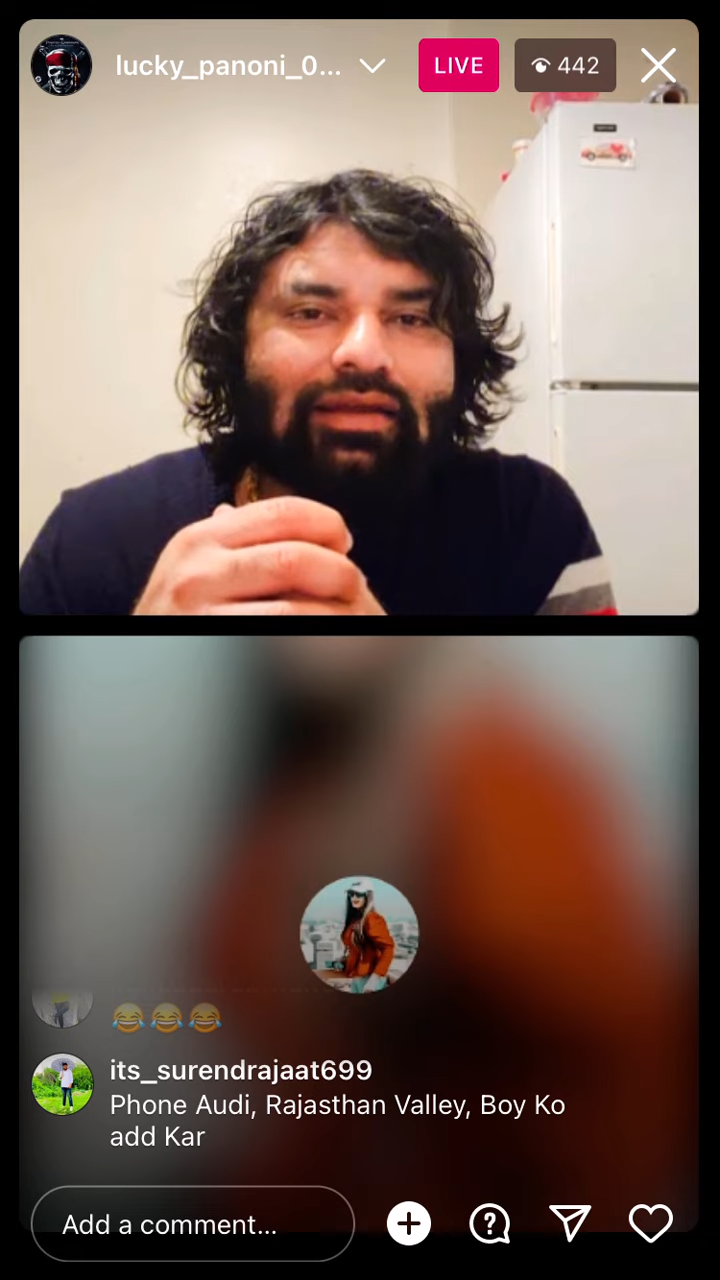 lucky_panoni_0...
LIVE
442
😂😂😂
its_surendrajaat699
Phone Audi, Rajasthan Valley, Boy Ko
add Kar
Add a comment...